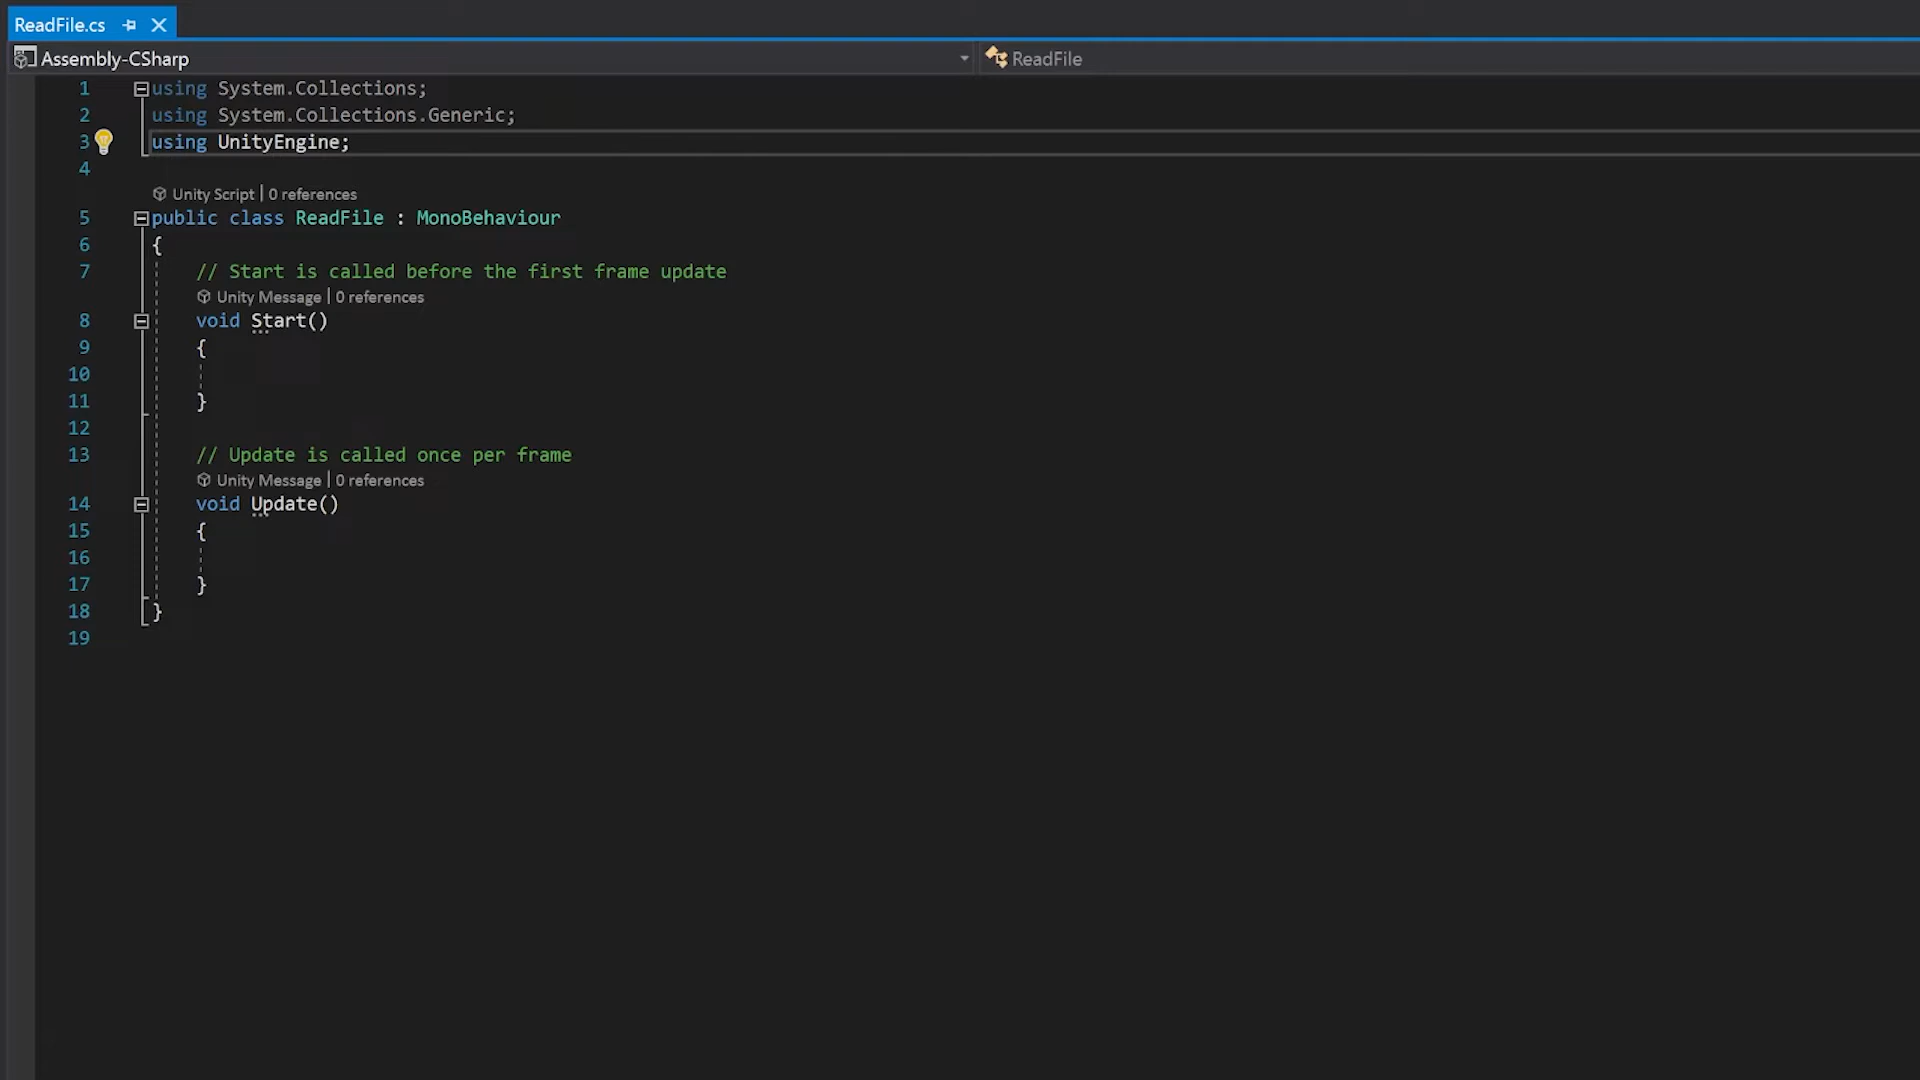 ReadFile.cs
Assembly-CSharp ReadFile
1 using System.Collections;
2 using System.Collections.Generic;
3 using UnityEngine;
4
Unity Script | 0 references
5 public class ReadFile : MonoBehaviour
6 {
7 // Start is called before the first frame update
Unity Message | 0 references
8 void Start()
9 {
10
11 }
12
13 // Update is called once per frame
Unity Message | 0 references
14 void Update()
15 {
16
17 }
18 }
19